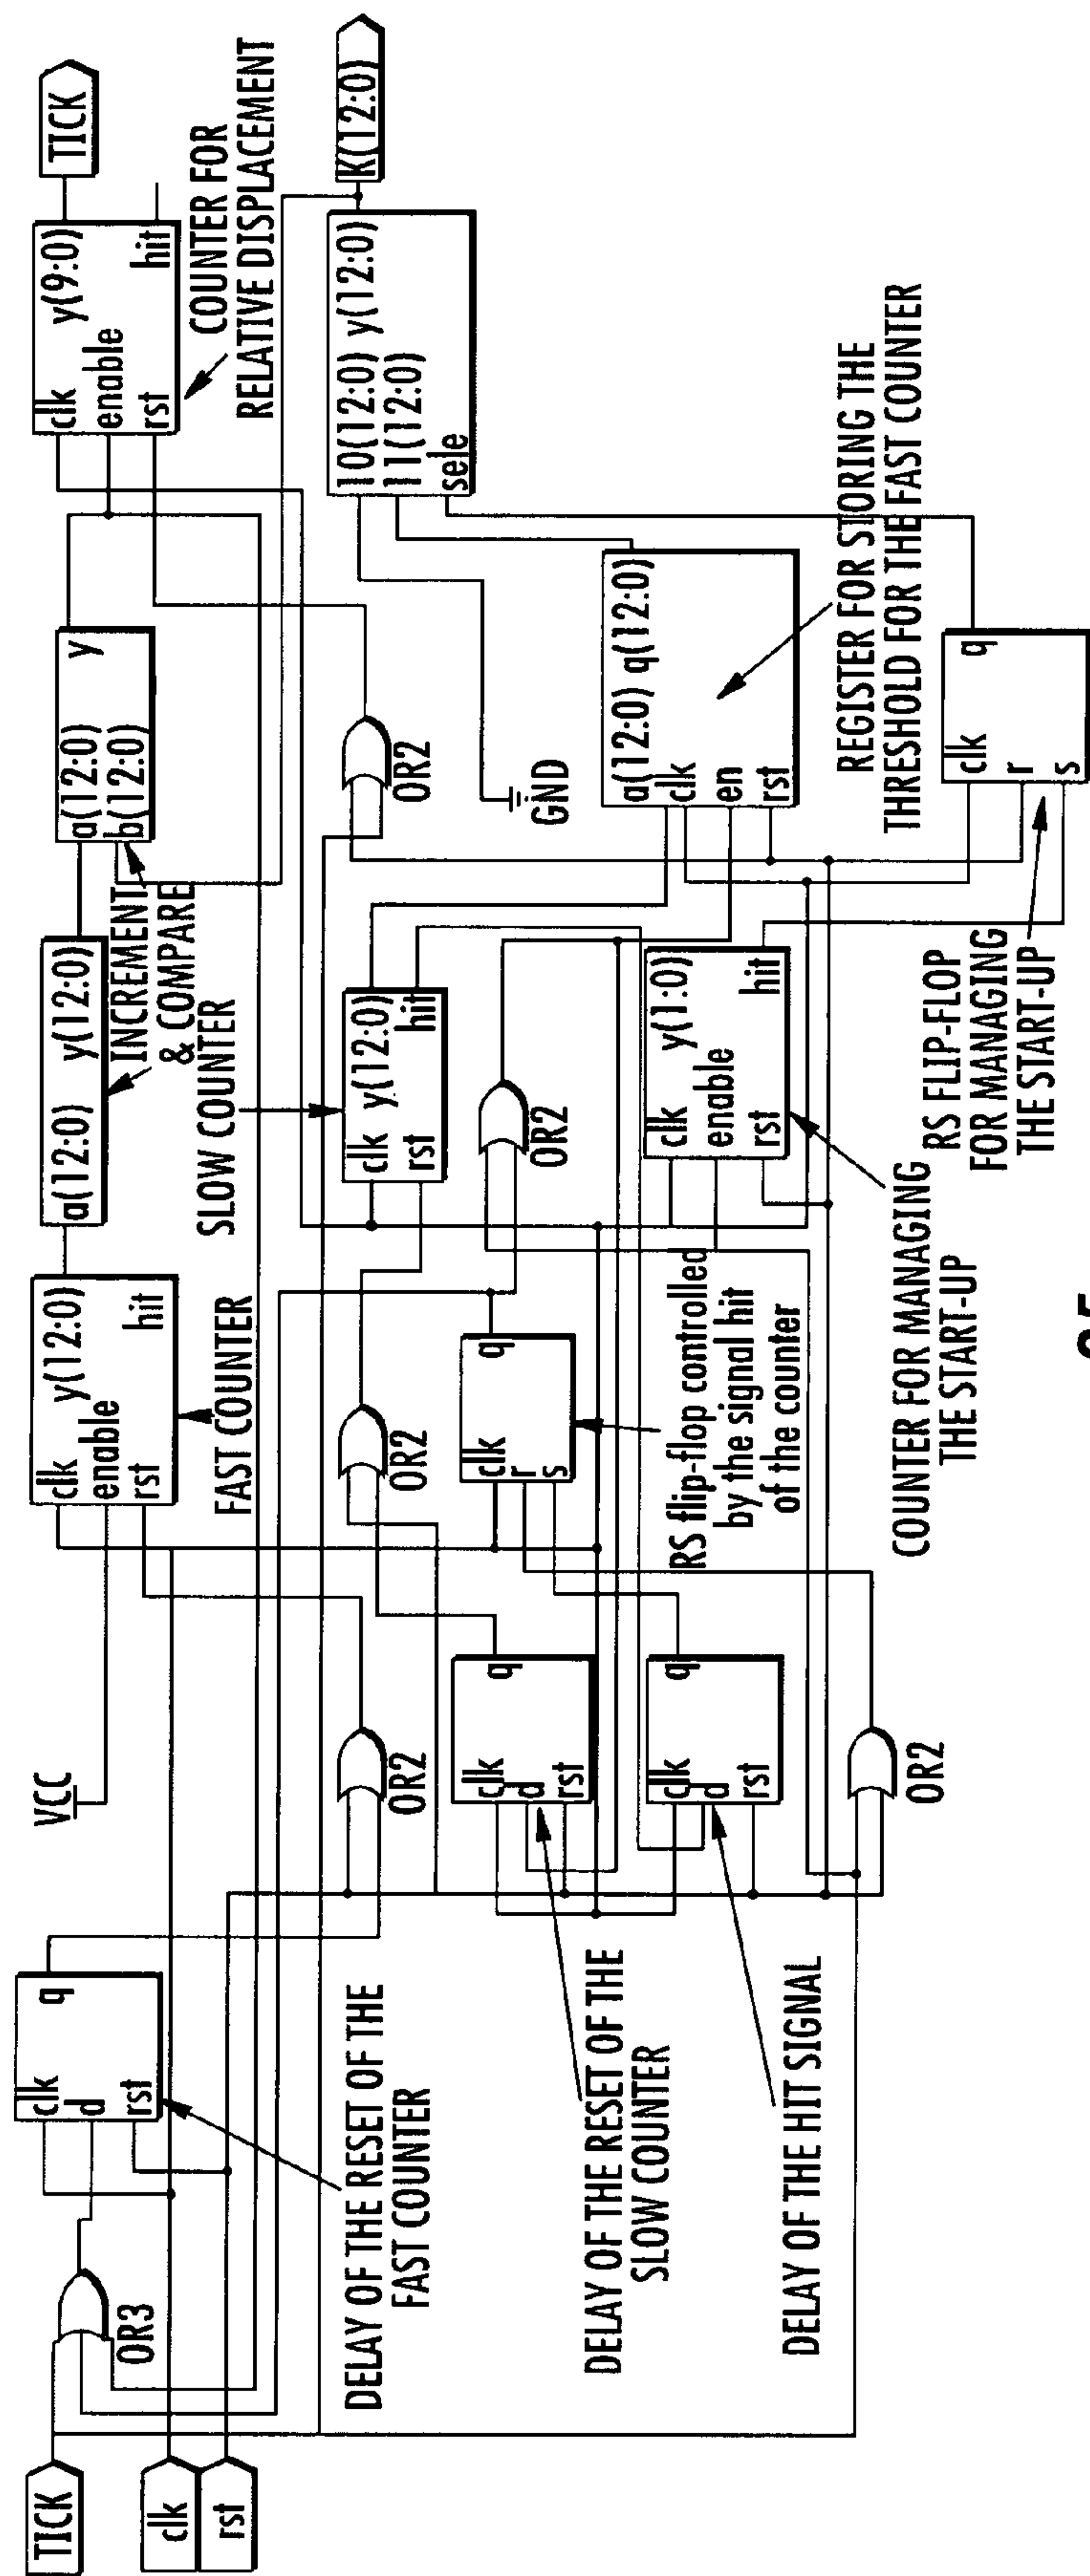 TICK
clk
rst
OR3
clk
d
rst
q
DELAY OF THE RESET OF THE
FAST COUNTER
VCC
clk
enable
rst
y(12:0)
hit
FAST COUNTER
a(12:0) y(12:0)
INCREMENT
& COMPARE
a(12:0)
b(12:0)
y
clk
enable
rst
y(9:0)
hit
TICK
COUNTER FOR
RELATIVE DISPLACEMENT
OR2
OR2
SLOW COUNTER
clk
rst
y(12:0)
hit
OR2
GND
10(12:0) y(12:0)
11(12:0)
sele
K(12:0)
clk
d
rst
q
DELAY OF THE RESET OF THE
SLOW COUNTER
clk
r
s
q
RS flip-flop controlled
by the signal hit
of the counter
OR2
a(12:0) q(12:0)
clk
en
rst
REGISTER FOR STORING THE
THRESHOLD FOR THE FAST COUNTER
clk
d
rst
q
DELAY OF THE HIT SIGNAL
OR2
clk
enable
rst
y(1:0)
hit
COUNTER FOR MANAGING
THE START-UP
clk
r
s
q
RS FLIP-FLOP
FOR MANAGING
THE START-UP